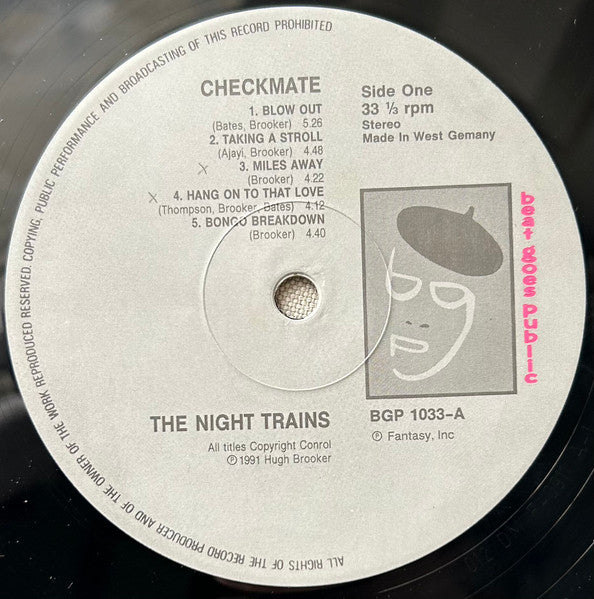 ALL RIGHTS OF THE RECORD PRODUCER AND OF THE OWNER OF THE WORK REPRODUCED RESERVED. COPYING, PUBLIC PERFORMANCE AND BROADCASTING OF THIS RECORD PROHIBITED
CHECKMATE
1. BLOW OUT
(Bates, Brooker) 5.26
2. TAKING A STROLL
(Ajayi, Brooker) 4.48
x 3. MILES AWAY
(Brooker) 4.22
x 4. HANG ON TO THAT LOVE
(Thompson, Brooker, Bates) 4.12
5. BONGO BREAKDOWN
(Brooker) 4.40
Side One
33 ⅓ rpm
Stereo
Made In West Gemany
bgp
beat goes public
THE NIGHT TRAINS
All titles Copyright Conrol
℗1991 Hugh Brooker
BGP 1033-A
℗ Fantasy, Inc